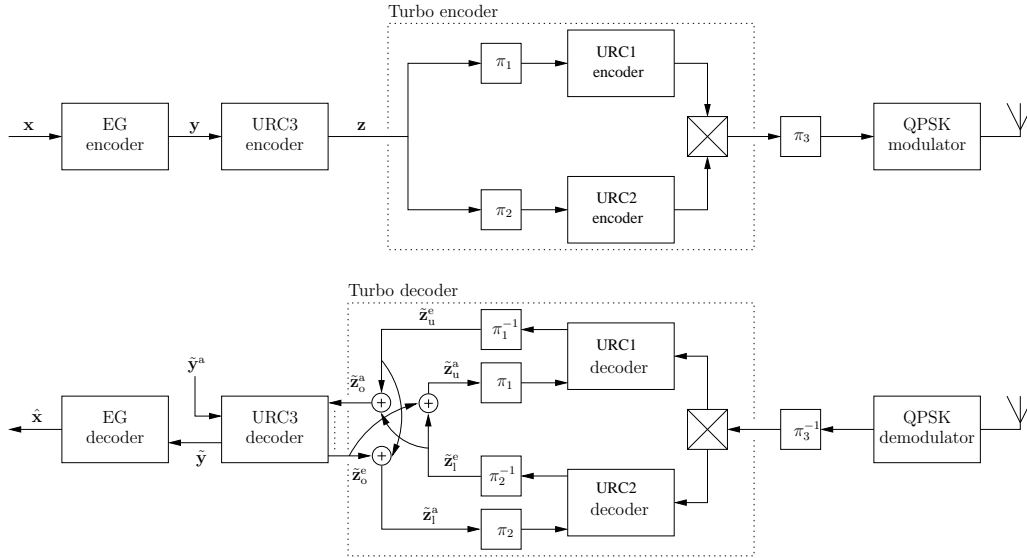 Turbo encoder
x
EG
encoder
y
URC3
encoder
z
π₁
URC1
encoder
π₂
URC2
encoder
π₃
QPSK
modulator
Turbo decoder
z̃ᵤᵉ
π₁⁻¹
URC1
decoder
ỹᵃ
z̃ₒᵃ
z̃ᵤᵃ
π₁
x̂
EG
decoder
ỹ
URC3
decoder
+
+
+
z̃ₒᵉ
z̃ₗᵉ
π₂⁻¹
URC2
decoder
z̃ₗᵃ
π₂
π₃⁻¹
QPSK
demodulator